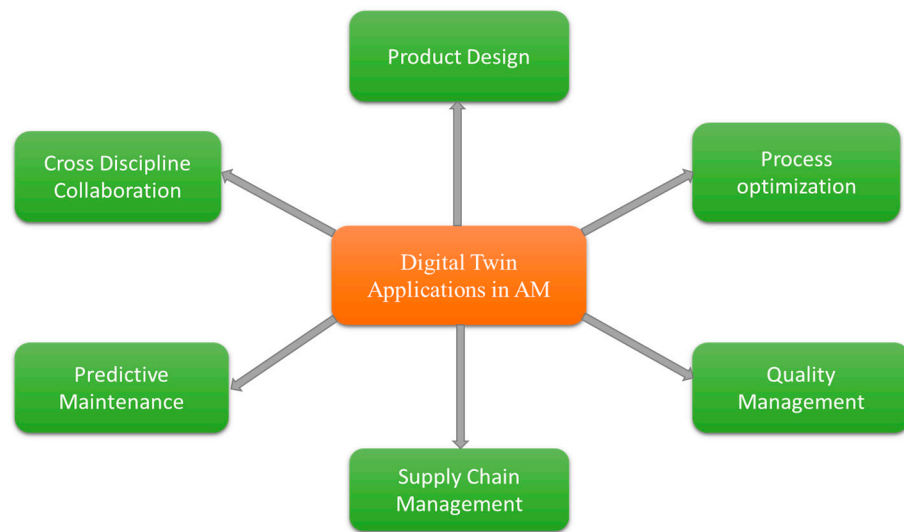 Product Design
Cross Discipline
Collaboration
Process
optimization
Digital Twin
Applications in AM
Predictive
Maintenance
Quality
Management
Supply Chain
Management